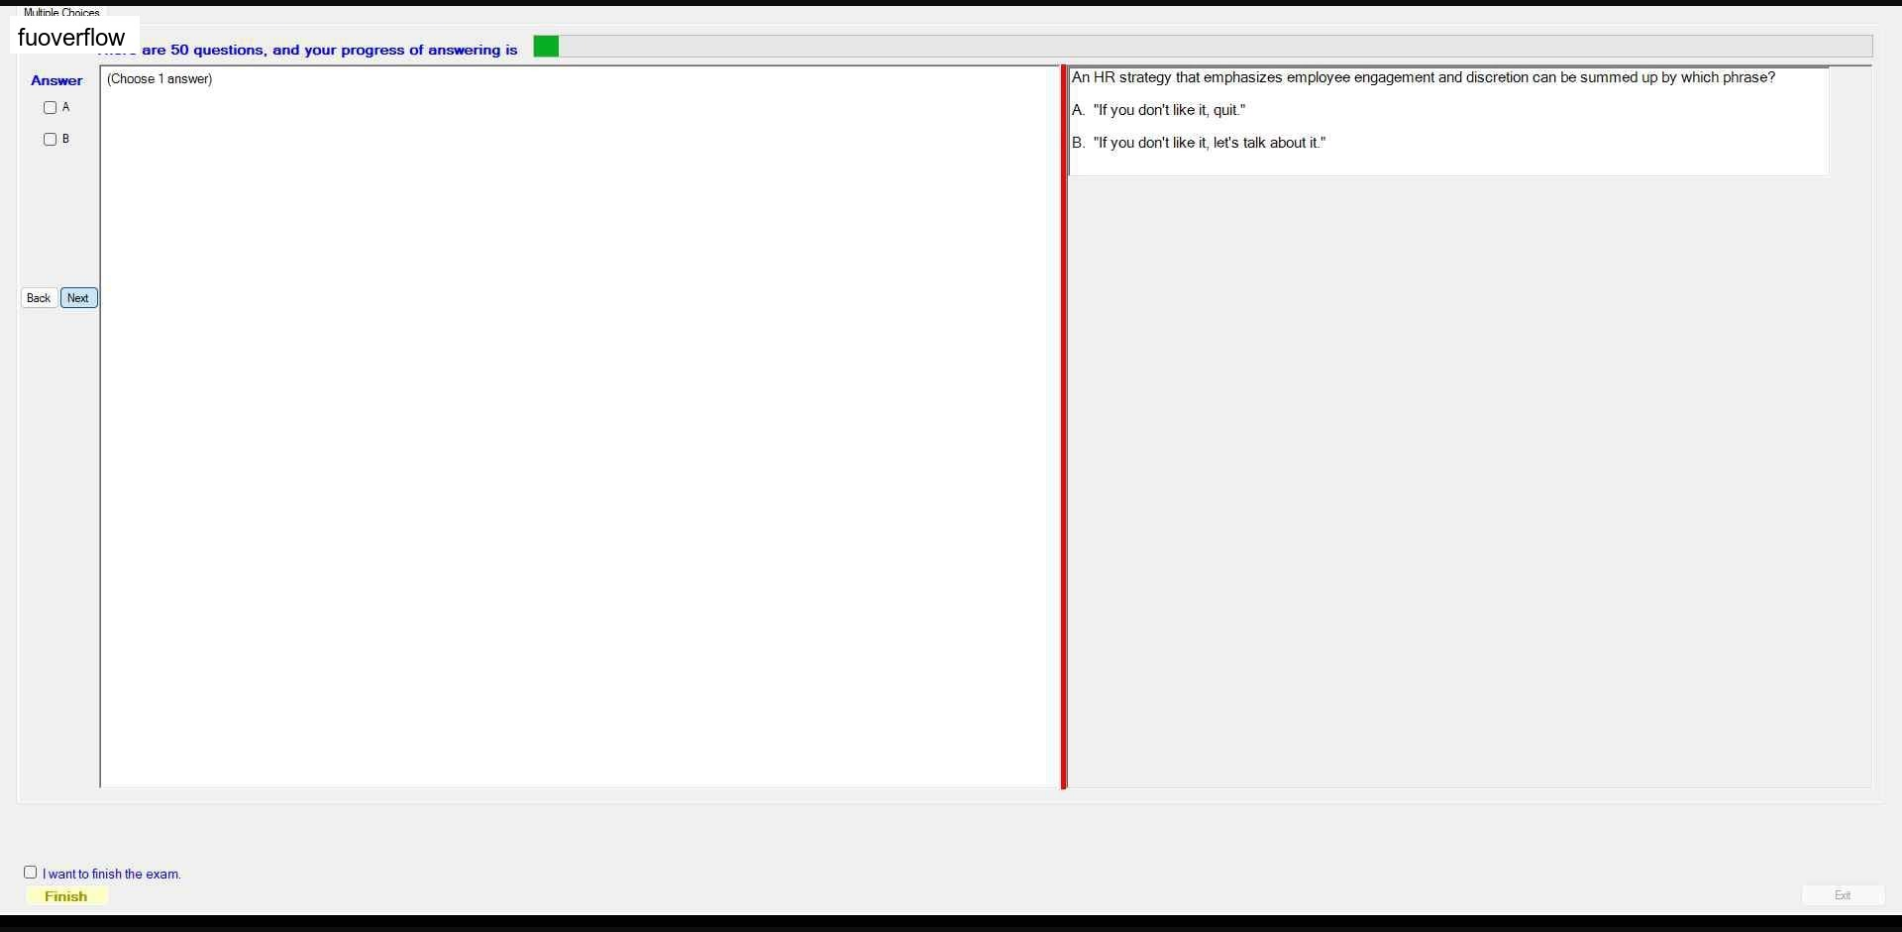 Multiple Choices
fuoverflow
are 50 questions, and your progress of answering is
Answer
(Choose 1 answer)
A
B
Back
Next
An HR strategy that emphasizes employee engagement and discretion can be summed up by which phrase?
A. "If you don't like it, quit."
B. "If you don't like it, let's talk about it."
I want to finish the exam.
Finish
Exit